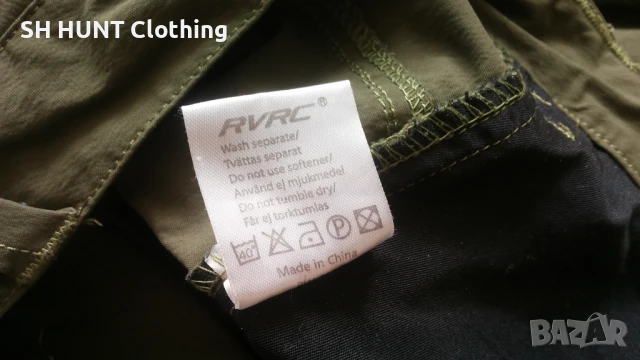 SH HUNT Clothing
RVRC®
Wash separate/
Tvättas separat
Do not use softener/
Använd ej mjukmedel
Do not tumble dry/
Får ej torktumlas
40°
P
Made in China
BAZAR